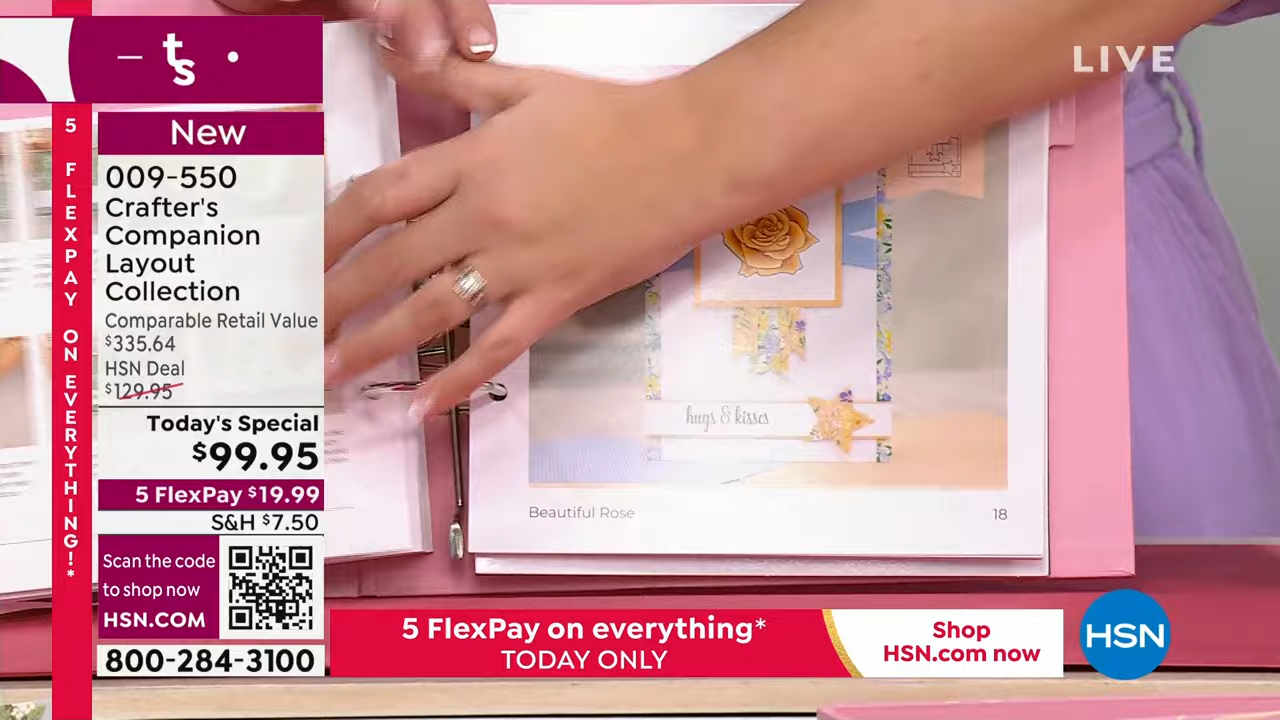 ts
LIVE
5 FLEXPAY ON EVERYTHING!*
New
009-550
Crafter's
Companion
Layout
Collection
Comparable Retail Value
$335.64
HSN Deal
$129.95
Today's Special
$99.95
5 FlexPay $19.99
S&H $7.50
Scan the code
to shop now
HSN.COM
800-284-3100
hugs & kisses
Beautiful Rose
18
5 FlexPay on everything*
TODAY ONLY
Shop
HSN.com now
HSN